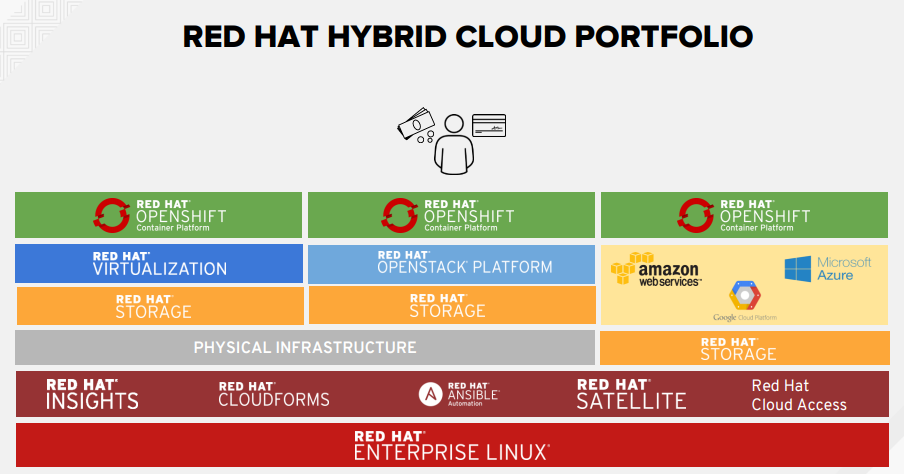 RED HAT HYBRID CLOUD PORTFOLIO
RED HAT®
OPENSHIFT
Container Platform
RED HAT®
OPENSHIFT
Container Platform
RED HAT®
OPENSHIFT
Container Platform
RED HAT®
VIRTUALIZATION
RED HAT®
OPENSTACK® PLATFORM
amazon
webservices™
Microsoft
Azure
Google Cloud Platform
RED HAT®
STORAGE
RED HAT®
STORAGE
PHYSICAL INFRASTRUCTURE
RED HAT®
STORAGE
RED HAT®
INSIGHTS
RED HAT®
CLOUDFORMS
A
RED HAT®
ANSIBLE®
Automation
RED HAT®
SATELLITE
Red Hat
Cloud Access
RED HAT®
ENTERPRISE LINUX®